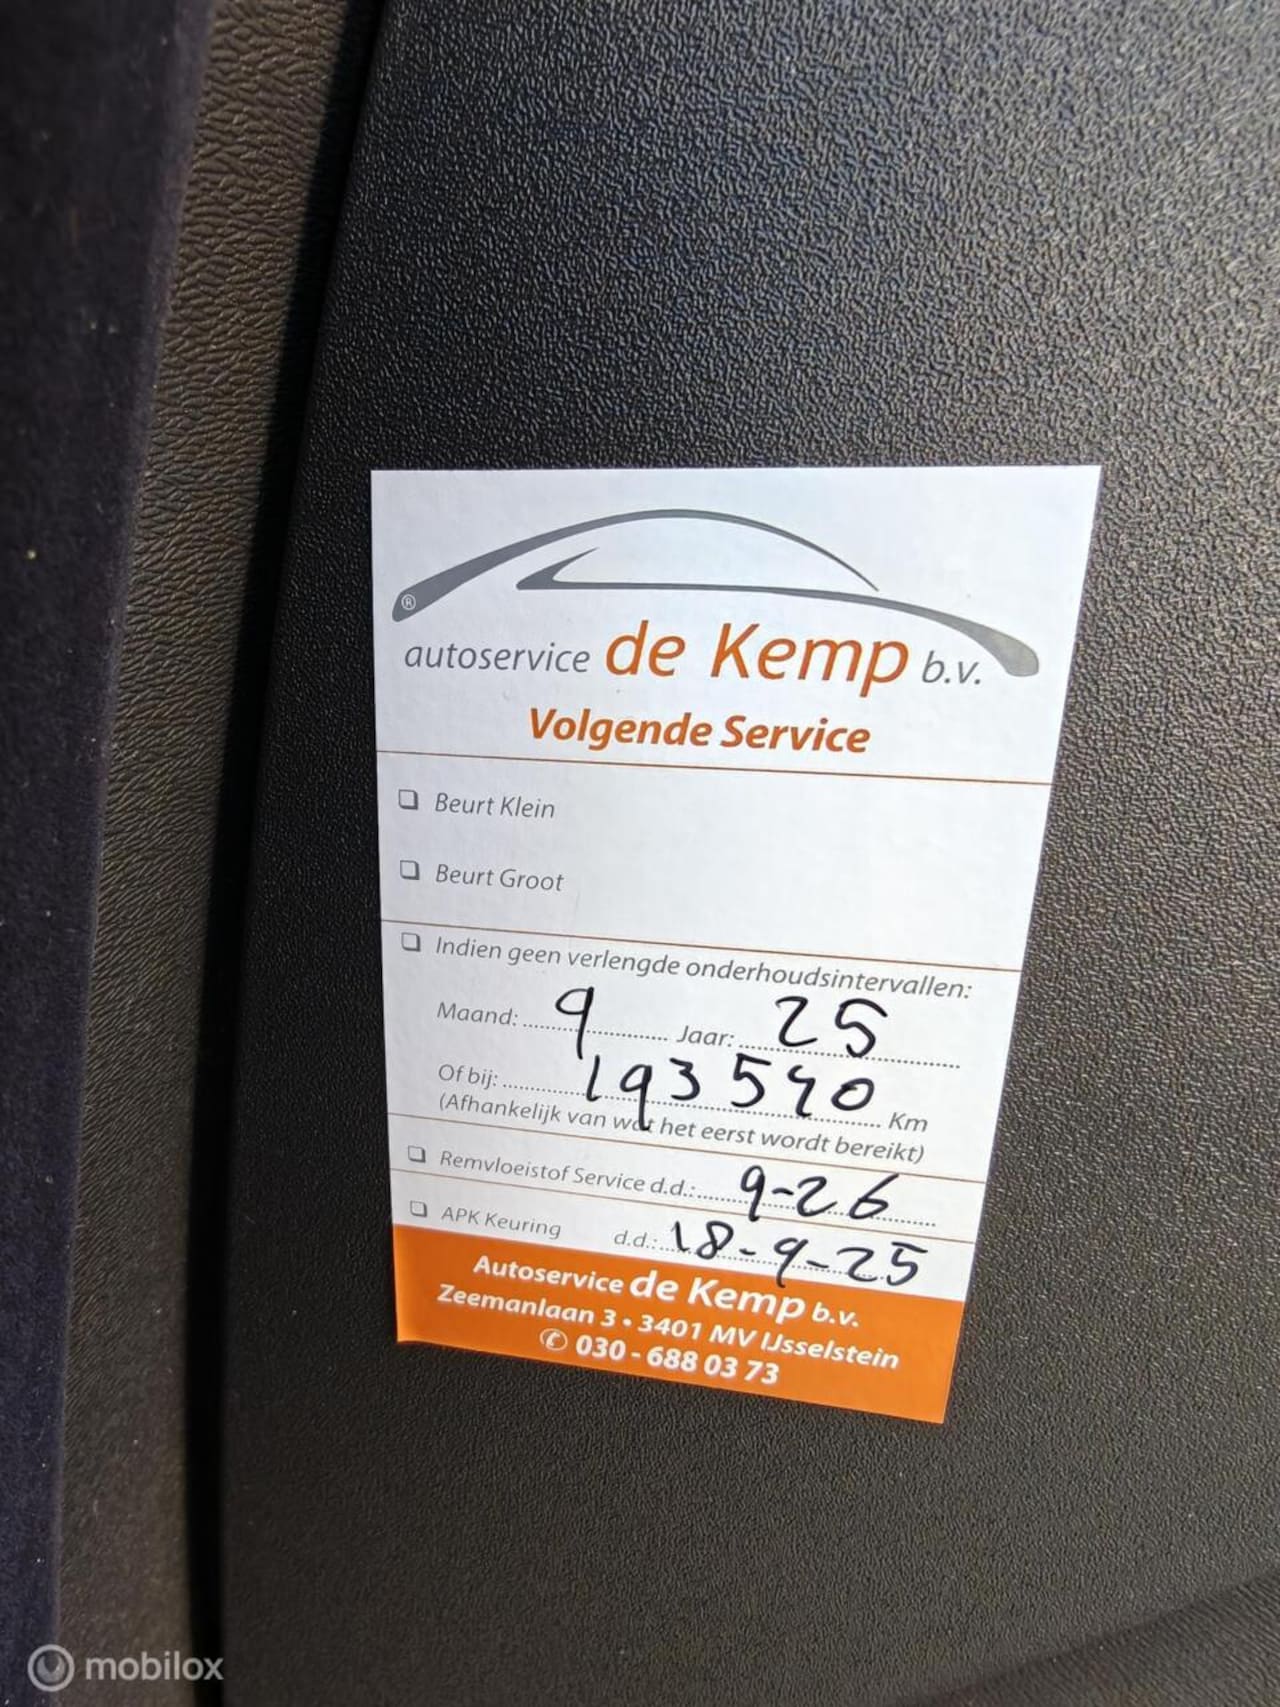 ®
autoservice de Kemp b.v.
Volgende Service
Beurt Klein
Beurt Groot
Indien geen verlengde onderhoudsintervallen:
Maand: 9 Jaar: 25
Of bij: 193540 Km
(Afhankelijk van wat het eerst wordt bereikt)
Remvloeistof Service d.d.: 9-26
APK Keuring d.d.: 18-9-25
Autoservice de Kemp b.v.
Zeemanlaan 3 • 3401 MV IJsselstein
✆ 030 - 688 03 73
mobilox